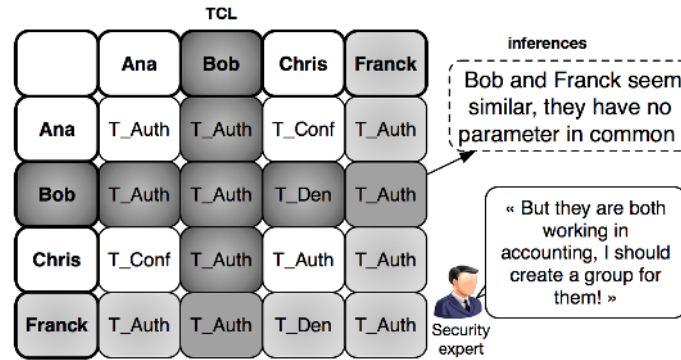 TCL
Ana Bob Chris Franck
Ana T_Auth T_Auth T_Conf T_Auth
Bob T_Auth T_Auth T_Den T_Auth
Chris T_Conf T_Auth T_Auth T_Auth
Franck T_Auth T_Auth T_Den T_Auth
inferences
Bob and Franck seem
similar, they have no
parameter in common
« But they are both
working in
accounting, I should
create a group for
them! »
Security
expert